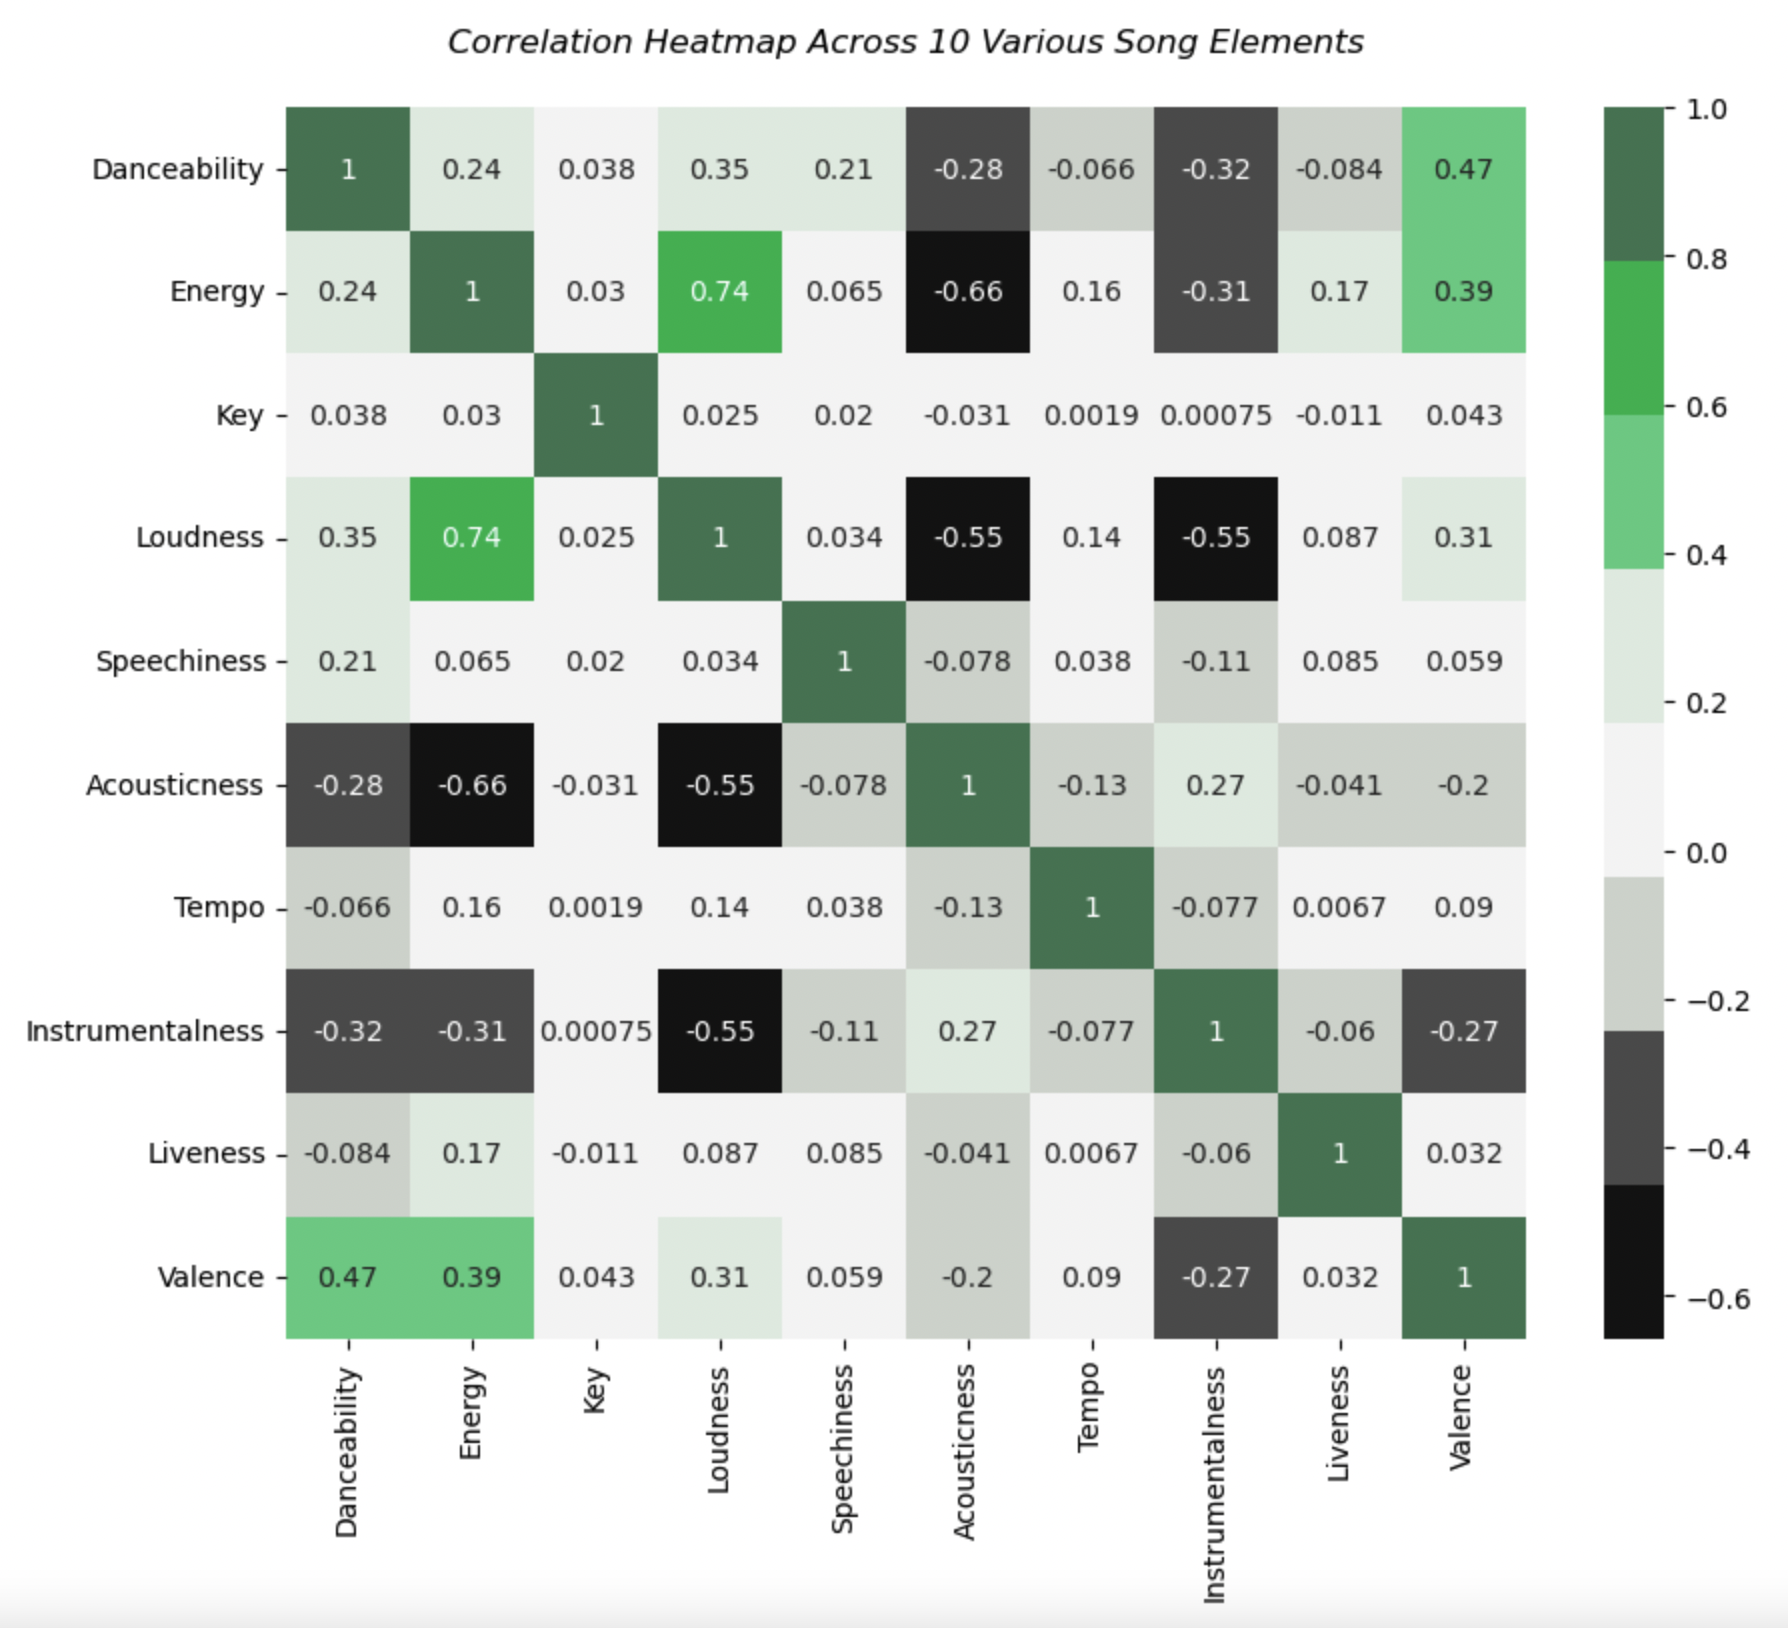 Correlation Heatmap Across 10 Various Song Elements
Danceability 1 0.24 0.038 0.35 0.21 -0.28 -0.066 -0.32 -0.084 0.47
Energy 0.24 1 0.03 0.74 0.065 -0.66 0.16 -0.31 0.17 0.39
Key 0.038 0.03 1 0.025 0.02 -0.031 0.0019 0.00075 -0.011 0.043
Loudness 0.35 0.74 0.025 1 0.034 -0.55 0.14 -0.55 0.087 0.31
Speechiness 0.21 0.065 0.02 0.034 1 -0.078 0.038 -0.11 0.085 0.059
Acousticness -0.28 -0.66 -0.031 -0.55 -0.078 1 -0.13 0.27 -0.041 -0.2
Tempo -0.066 0.16 0.0019 0.14 0.038 -0.13 1 -0.077 0.0067 0.09
Instrumentalness -0.32 -0.31 0.00075 -0.55 -0.11 0.27 -0.077 1 -0.06 -0.27
Liveness -0.084 0.17 -0.011 0.087 0.085 -0.041 0.0067 -0.06 1 0.032
Valence 0.47 0.39 0.043 0.31 0.059 -0.2 0.09 -0.27 0.032 1
Danceability
Energy
Key
Loudness
Speechiness
Acousticness
Tempo
Instrumentalness
Liveness
Valence
1.0
0.8
0.6
0.4
0.2
0.0
−0.2
−0.4
−0.6